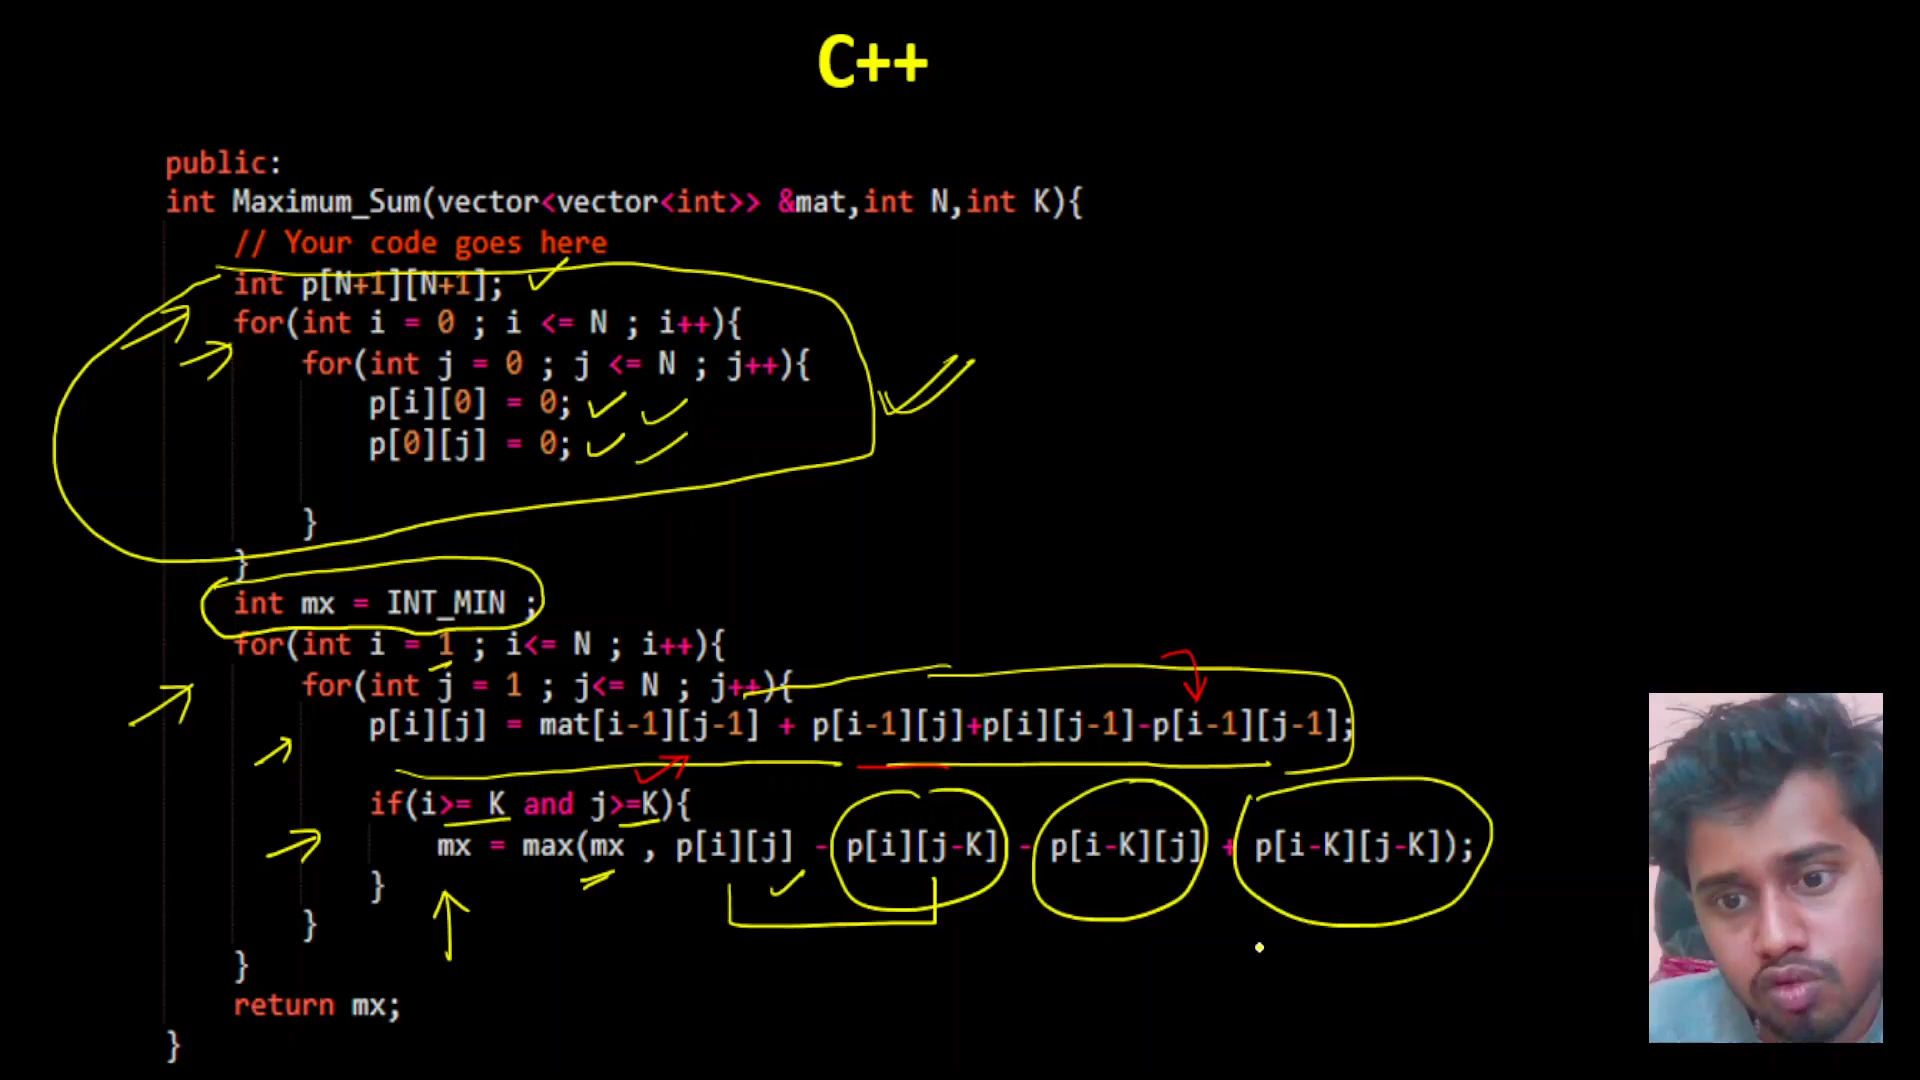 C++
public:
int Maximum_Sum(vector<vector<int>> &mat,int N,int K){
// Your code goes here
int p[N+1][N+1];
for(int i = 0 ; i <= N ; i++){
for(int j = 0 ; j <= N ; j++){
p[i][0] = 0;
p[0][j] = 0;
}
}
int mx = INT_MIN ;
for(int i = 1 ; i<= N ; i++){
for(int j = 1 ; j<= N ; j++){
p[i][j] = mat[i-1][j-1] + p[i-1][j]+p[i][j-1]-p[i-1][j-1];
if(i>= K and j>=K){
mx = max(mx , p[i][j] - p[i][j-K] - p[i-K][j] + p[i-K][j-K]);
}
}
}
return mx;
}